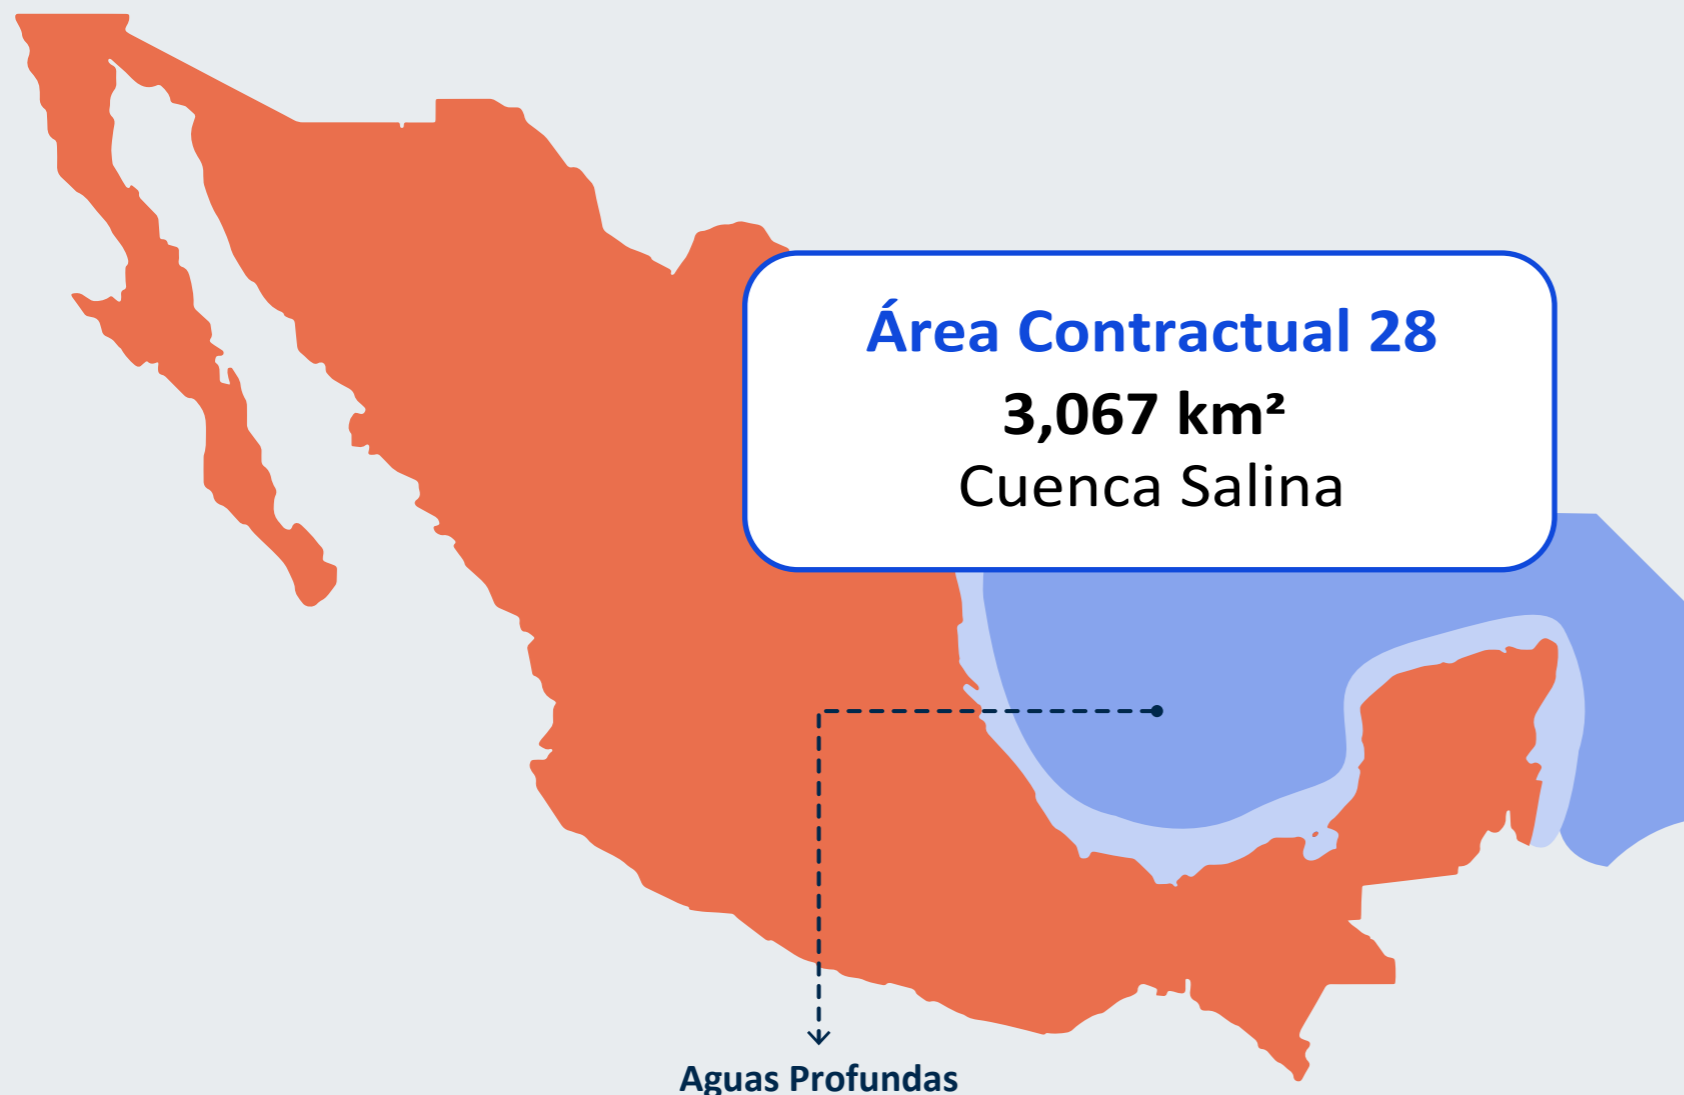 Área Contractual 28
3,067 km²
Cuenca Salina
Aguas Profundas